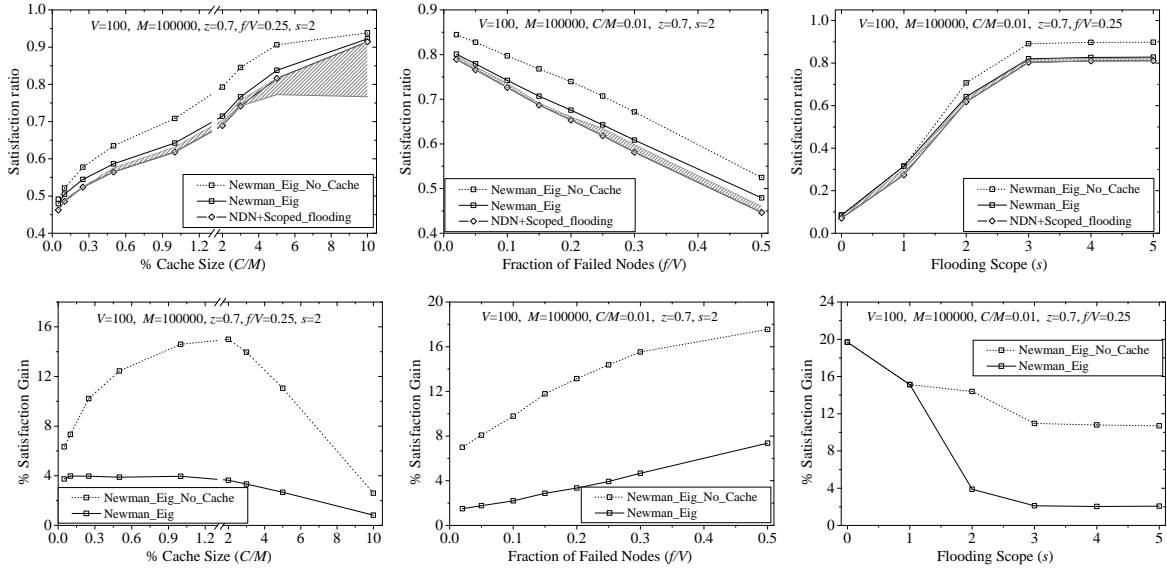 V=100, M=100000, z=0.7, f/V=0.25, s=2
Satisfaction ratio
1.0
0.9
0.8
0.7
0.6
0.5
0.4
Newman_Eig_No_Cache
Newman_Eig
NDN+Scoped_flooding
0.0 0.3 0.6 0.9 1.2 2 4 6 8 10
% Cache Size (C/M)
V=100, M=100000, C/M=0.01, z=0.7, s=2
Satisfaction ratio
0.9
0.8
0.7
0.6
0.5
0.4
Newman_Eig_No_Cache
Newman_Eig
NDN+Scoped_flooding
0.0 0.1 0.2 0.3 0.4 0.5
Fraction of Failed Nodes (f/V)
V=100, M=100000, C/M=0.01, z=0.7, f/V=0.25
Satisfaction ratio
1.0
0.8
0.6
0.4
0.2
0.0
Newman_Eig_No_Cache
Newman_Eig
NDN+Scoped_flooding
0 1 2 3 4 5
Flooding Scope (s)
V=100, M=100000, z=0.7, f/V=0.25, s=2
% Satisfaction Gain
16
12
8
4
0
Newman_Eig_No_Cache
Newman_Eig
0.0 0.3 0.6 0.9 1.2 2 4 6 8 10
% Cache Size (C/M)
V=100, M=100000, C/M=0.01, z=0.7, s=2
% Satisfaction Gain
20
16
12
8
4
0
Newman_Eig_No_Cache
Newman_Eig
0.0 0.1 0.2 0.3 0.4 0.5
Fraction of Failed Nodes (f/V)
V=100, M=100000, C/M=0.01, z=0.7, f/V=0.25
% Satisfaction Gain
24
20
16
12
8
4
0
Newman_Eig_No_Cache
Newman_Eig
0 1 2 3 4 5
Flooding Scope (s)